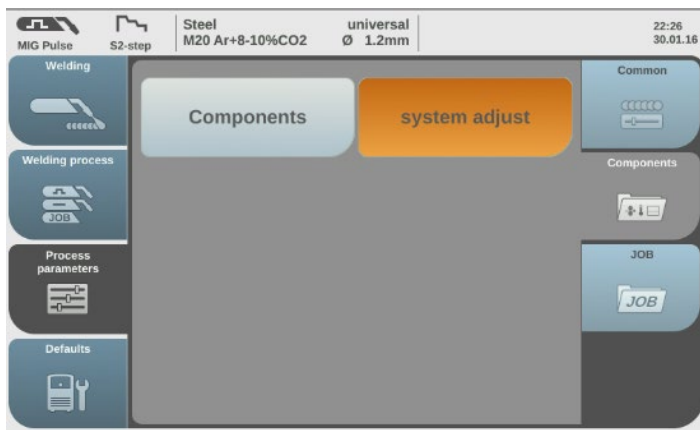 MIG Pulse
S2-step
Steel universal
M20 Ar+8-10%CO2 Ø 1.2mm
22:26
30.01.16
Welding
Welding process
JOB
Process
parameters
Defaults
Components
system adjust
Common
Components
JOB
JOB